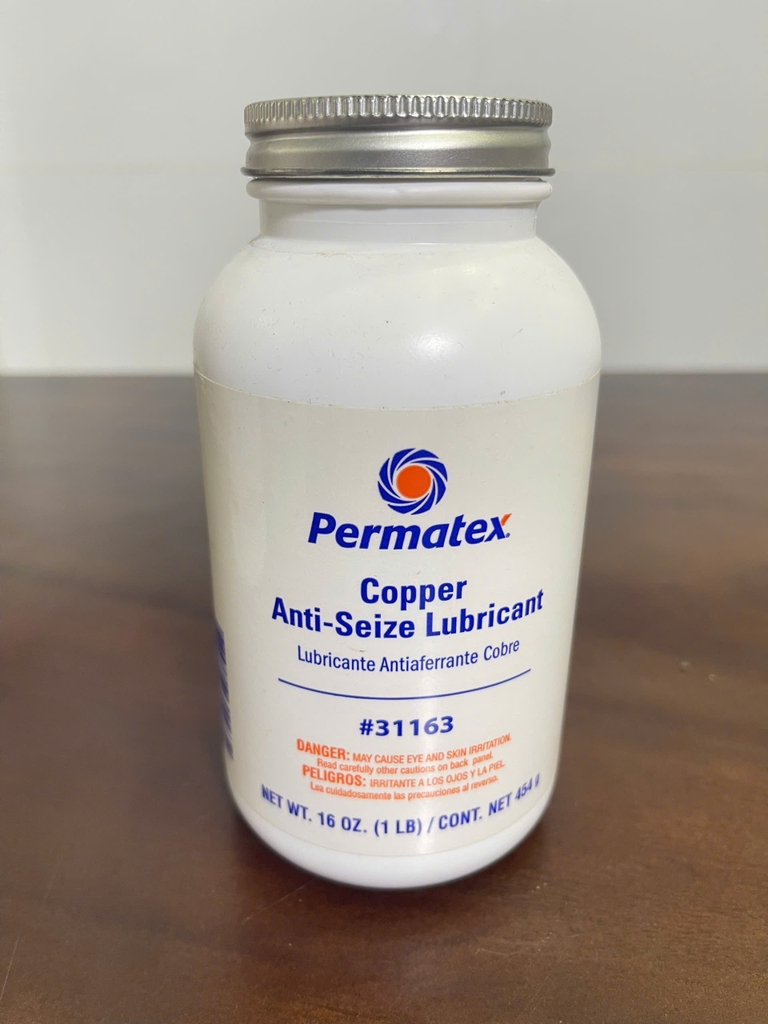 Permatex.
Copper
Anti-Seize Lubricant
Lubricante Antiaferrante Cobre
#31163
DANGER: MAY CAUSE EYE AND SKIN IRRITATION.
Read carefully other cautions on back panel.
PELIGROS: IRRITANTE A LOS OJOS Y LA PIEL.
Lea cuidadosamente las precauciones al reverso.
NET WT. 16 OZ. (1 LB) / CONT. NET 454 g